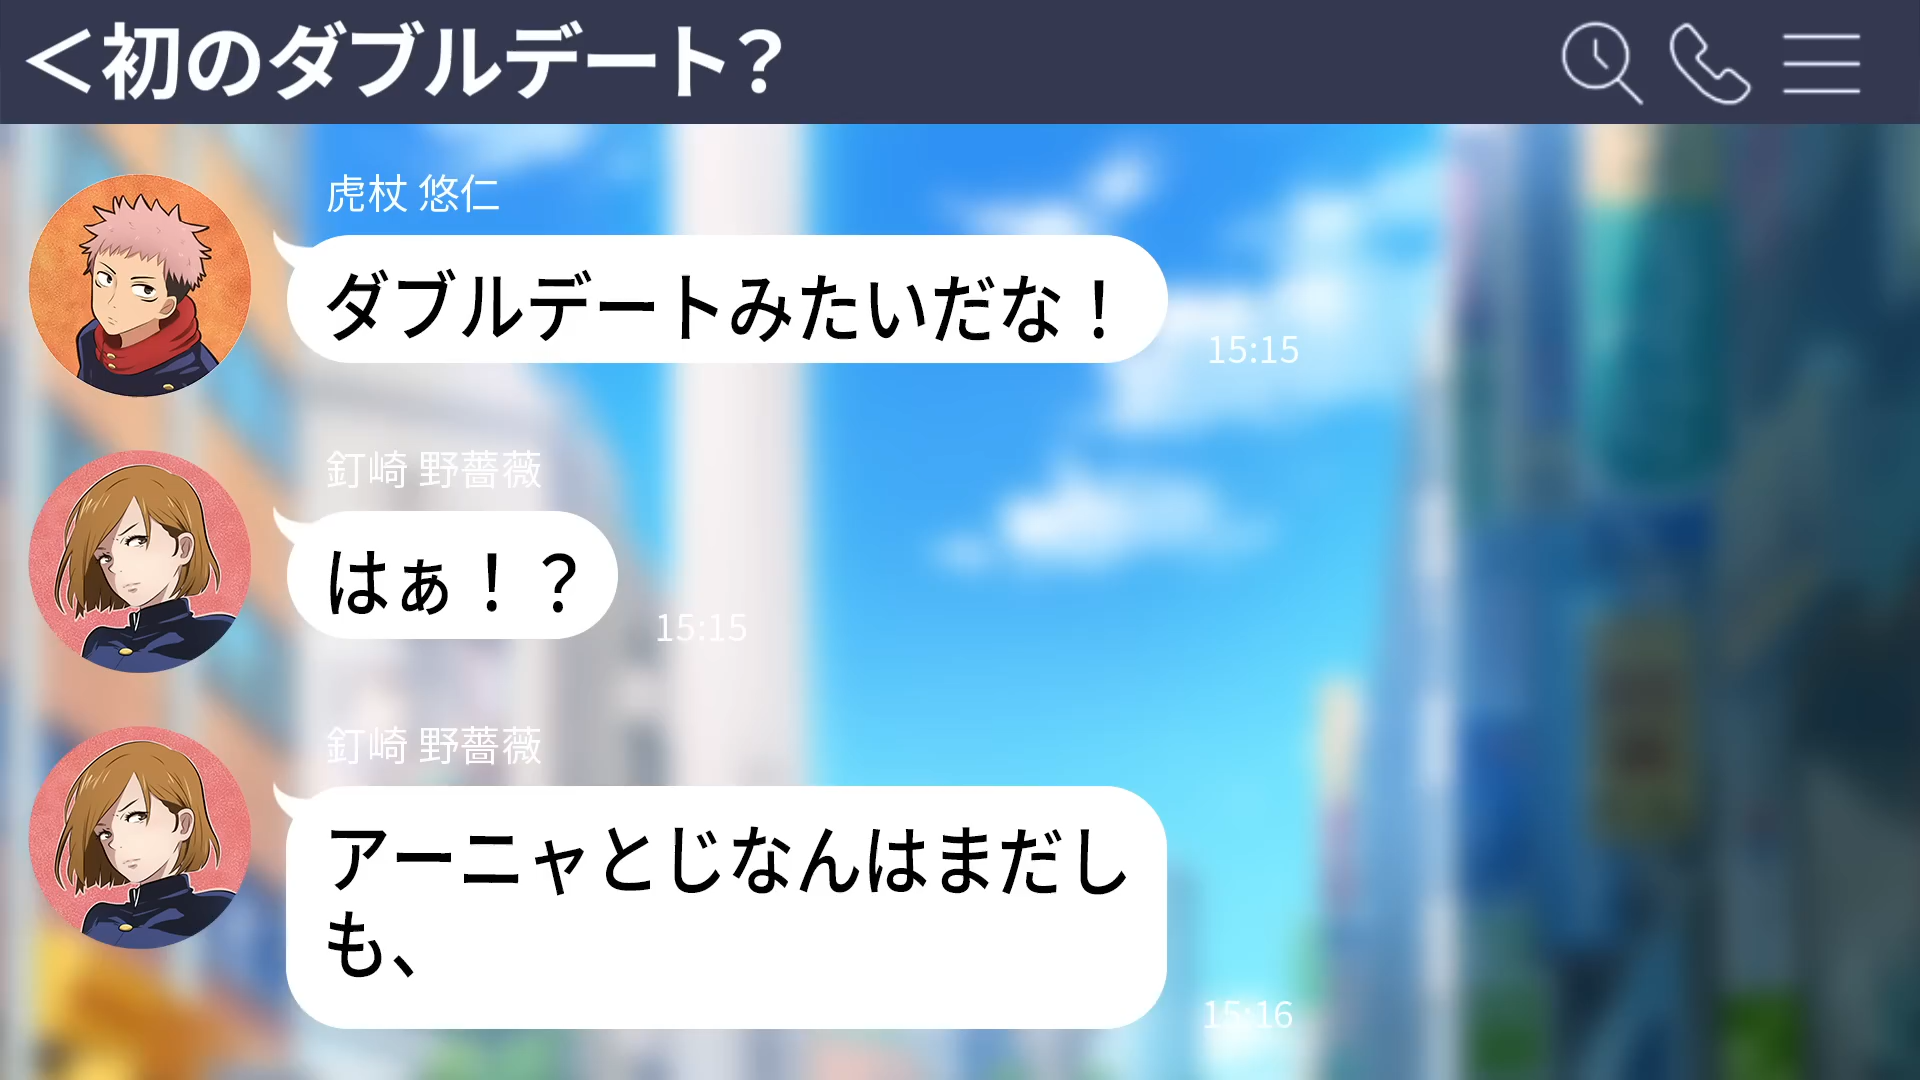 ＜初のダブルデート？
虎杖 悠仁
ダブルデートみたいだな！
15:15
釘崎 野薔薇
はぁ！？
15:15
釘崎 野薔薇
アーニャとじなんはまだし
も、
15:16